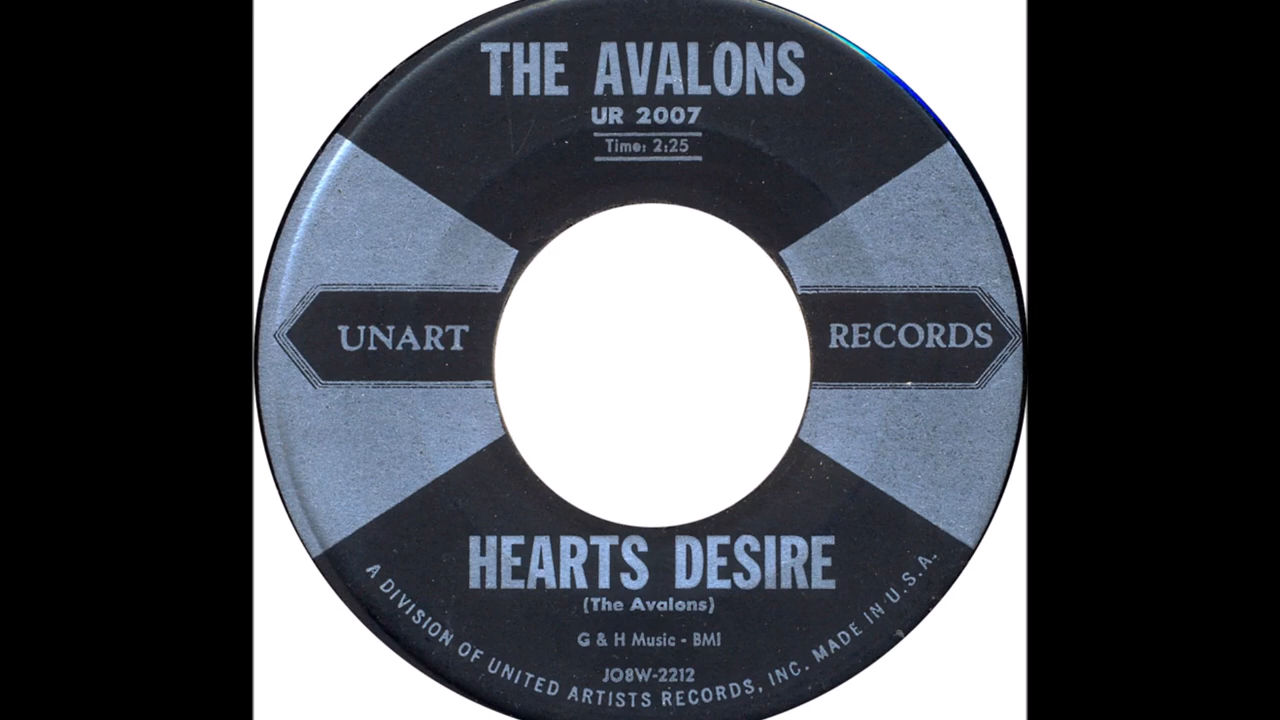 THE AVALONS
UR 2007
Time: 2:25
UNART
RECORDS
HEARTS DESIRE
(The Avalons)
G & H Music - BMI
JO8W-2212
A DIVISION OF UNITED ARTISTS RECORDS, INC. MADE IN U.S.A.